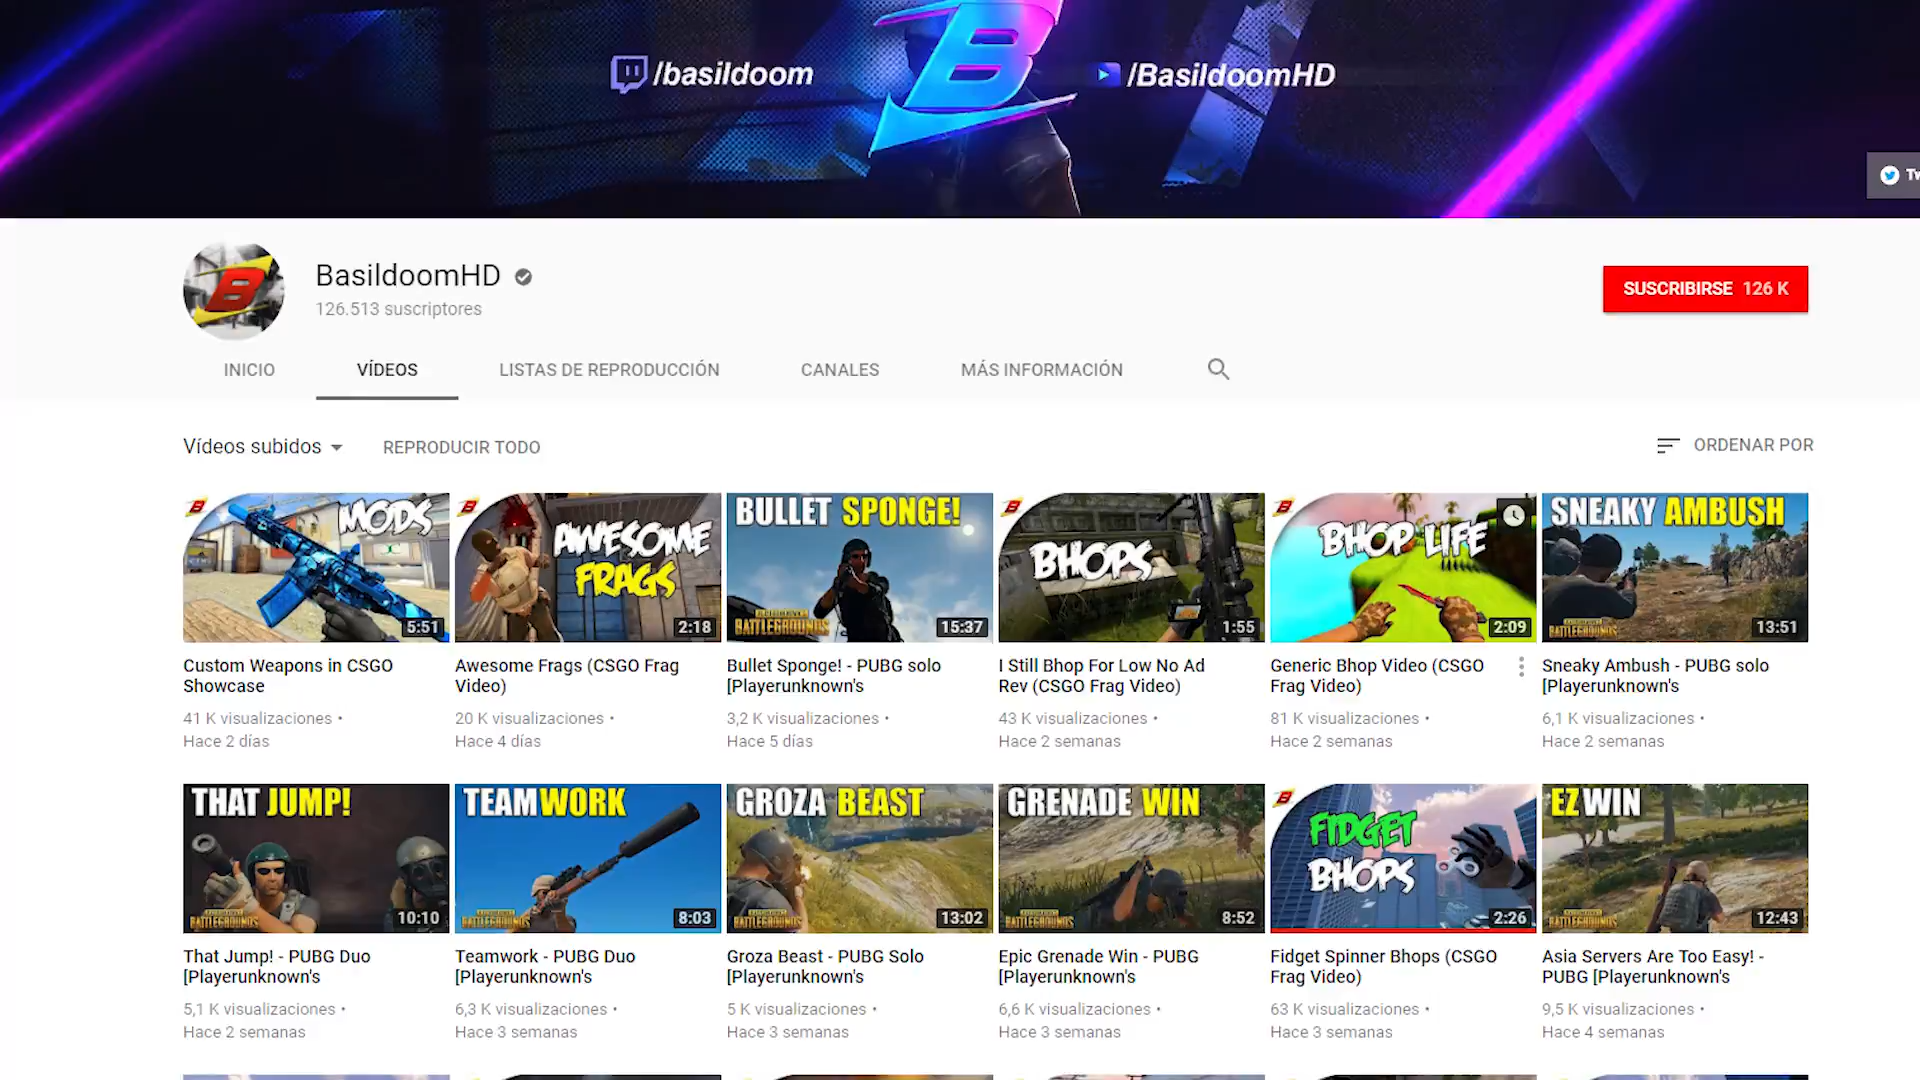 /basildoom
/BasildoomHD
Tw
BasildoomHD
126.513 suscriptores
SUSCRIBIRSE 126 K
INICIO
VÍDEOS
LISTAS DE REPRODUCCIÓN
CANALES
MÁS INFORMACIÓN
Vídeos subidos
REPRODUCIR TODO
ORDENAR POR
MODS
5:51
AWESOME
FRAGS
2:18
BULLET SPONGE!
BATTLEGROUNDS
15:37
BHOPS
1:55
BHOP LIFE
2:09
SNEAKY AMBUSH
BATTLEGROUNDS
13:51
Custom Weapons in CSGO
Showcase
41 K visualizaciones •
Hace 2 días
Awesome Frags (CSGO Frag
Video)
20 K visualizaciones •
Hace 4 días
Bullet Sponge! - PUBG solo
[Playerunknown's
3,2 K visualizaciones •
Hace 5 días
I Still Bhop For Low No Ad
Rev (CSGO Frag Video)
43 K visualizaciones •
Hace 2 semanas
Generic Bhop Video (CSGO
Frag Video)
81 K visualizaciones •
Hace 2 semanas
Sneaky Ambush - PUBG solo
[Playerunknown's
6,1 K visualizaciones •
Hace 2 semanas
THAT JUMP!
BATTLEGROUNDS
10:10
TEAMWORK
BATTLEGROUNDS
8:03
GROZA BEAST
BATTLEGROUNDS
13:02
GRENADE WIN
BATTLEGROUNDS
8:52
FIDGET
BHOPS
2:26
EZ WIN
BATTLEGROUNDS
12:43
That Jump! - PUBG Duo
[Playerunknown's
5,1 K visualizaciones •
Hace 2 semanas
Teamwork - PUBG Duo
[Playerunknown's
6,3 K visualizaciones •
Hace 3 semanas
Groza Beast - PUBG Solo
[Playerunknown's
5 K visualizaciones •
Hace 3 semanas
Epic Grenade Win - PUBG
[Playerunknown's
6,6 K visualizaciones •
Hace 3 semanas
Fidget Spinner Bhops (CSGO
Frag Video)
63 K visualizaciones •
Hace 3 semanas
Asia Servers Are Too Easy! -
PUBG [Playerunknown's
9,5 K visualizaciones •
Hace 4 semanas